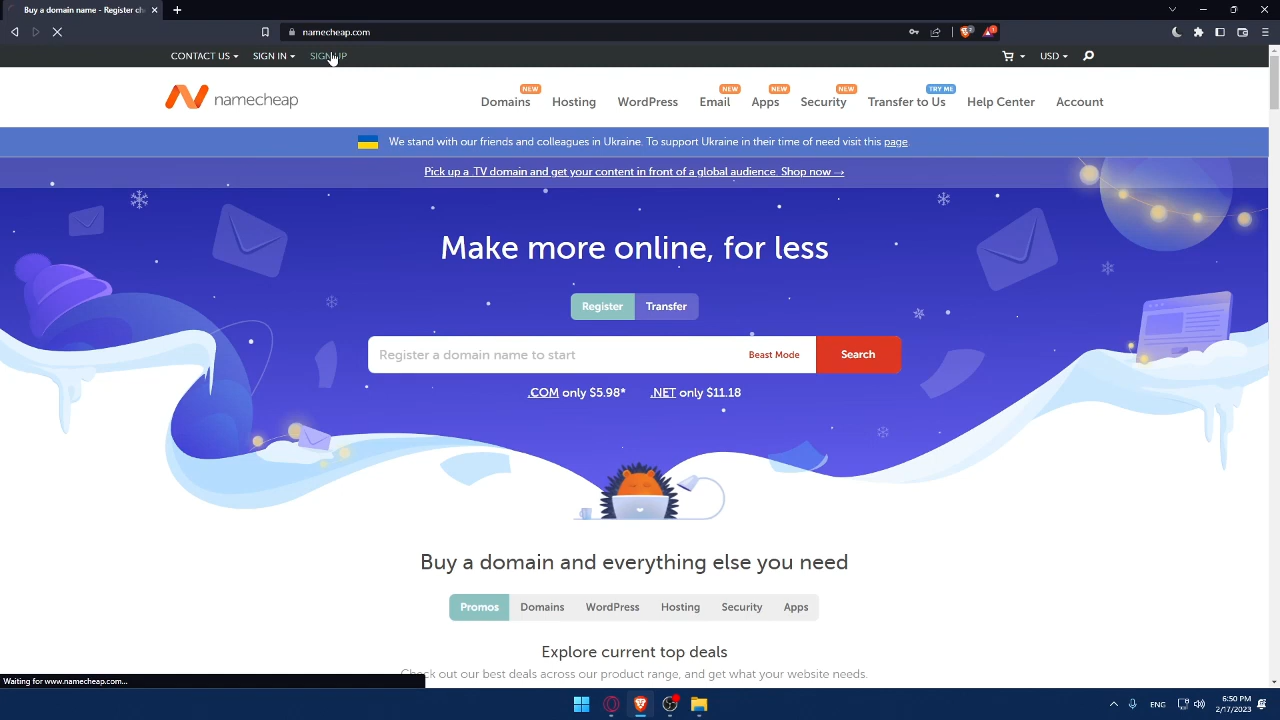 Buy a domain name - Register ch
namecheap.com
CONTACT US SIGN IN SIGN UP USD
namecheap
NEW NEW NEW NEW TRY ME
Domains Hosting WordPress Email Apps Security Transfer to Us Help Center Account
We stand with our friends and colleagues in Ukraine. To support Ukraine in their time of need visit this page
Pick up a .TV domain and get your content in front of a global audience. Shop now →
Make more online, for less
Register Transfer
Register a domain name to start Beast Mode Search
.COM only $5.98* .NET only $11.18
Buy a domain and everything else you need
Promos Domains WordPress Hosting Security Apps
Explore current top deals
Check out our best deals across our product range, and get what your website needs.
Waiting for www.namecheap.com...
ENG
6:50 PM
2/17/2023